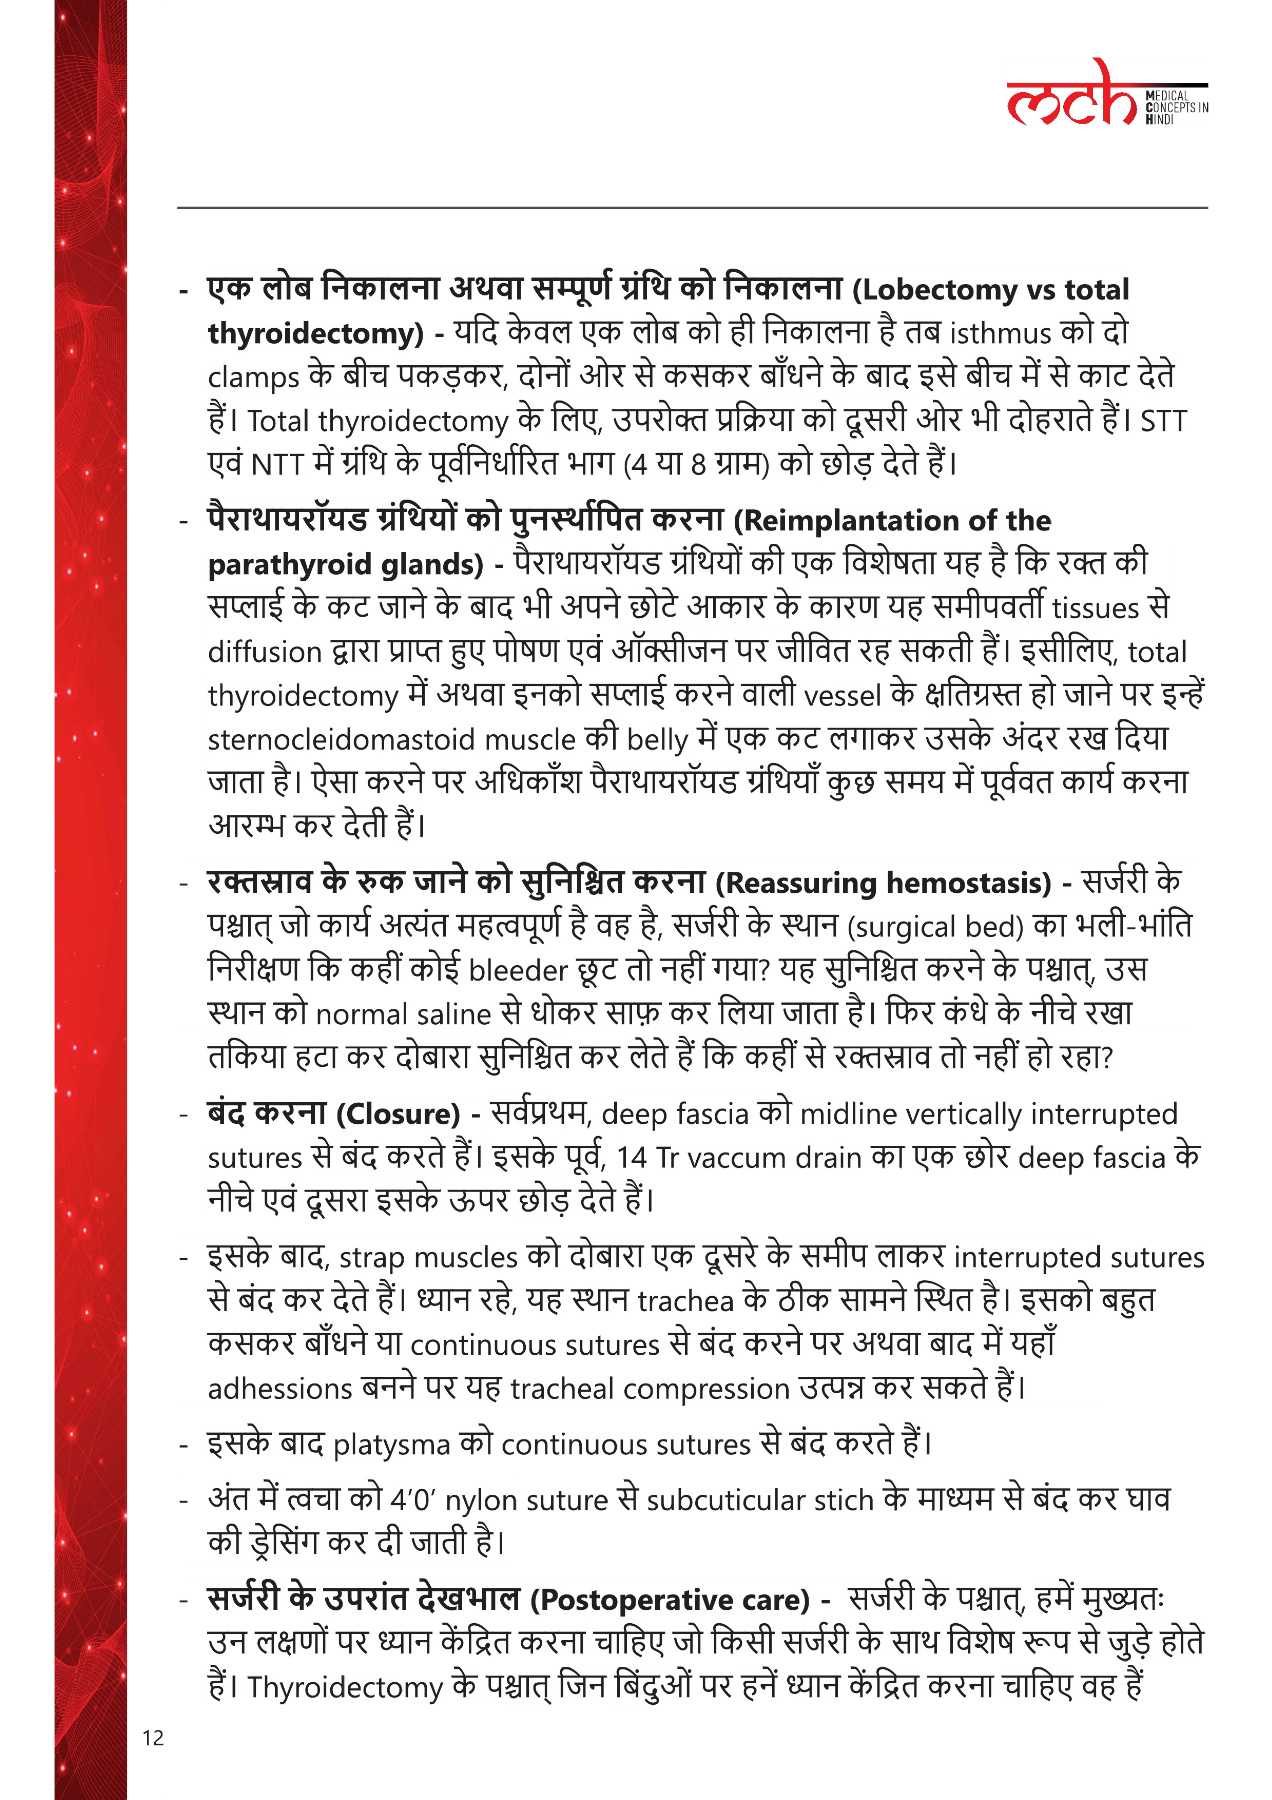 mch MEDICAL CONCEPTS IN HINDI
- एक लोब निकालना अथवा सम्पूर्ण ग्रंथि को निकालना (Lobectomy vs total
thyroidectomy) - यदि केवल एक लोब को ही निकालना है तब isthmus को दो
clamps के बीच पकड़कर, दोनों ओर से कसकर बाँधने के बाद इसे बीच में से काट देते
हैं। Total thyroidectomy के लिए, उपरोक्त प्रक्रिया को दूसरी ओर भी दोहराते हैं। STT
एवं NTT में ग्रंथि के पूर्वनिर्धारित भाग (4 या 8 ग्राम) को छोड़ देते हैं।
- पैराथायरॉयड ग्रंथियों को पुनर्स्थापित करना (Reimplantation of the
parathyroid glands) - पैराथायरॉयड ग्रंथियों की एक विशेषता यह है कि रक्त की
सप्लाई के कट जाने के बाद भी अपने छोटे आकार के कारण यह समीपवर्ती tissues से
diffusion द्वारा प्राप्त हुए पोषण एवं ऑक्सीजन पर जीवित रह सकती हैं। इसीलिए, total
thyroidectomy में अथवा इनको सप्लाई करने वाली vessel के क्षतिग्रस्त हो जाने पर इन्हें
sternocleidomastoid muscle की belly में एक कट लगाकर उसके अंदर रख दिया
जाता है। ऐसा करने पर अधिकाँश पैराथायरॉयड ग्रंथियाँ कुछ समय में पूर्ववत कार्य करना
आरम्भ कर देती हैं।
- रक्तस्राव के रुक जाने को सुनिश्चित करना (Reassuring hemostasis) - सर्जरी के
पश्चात् जो कार्य अत्यंत महत्वपूर्ण है वह है, सर्जरी के स्थान (surgical bed) का भली-भांति
निरीक्षण कि कहीं कोई bleeder छूट तो नहीं गया? यह सुनिश्चित करने के पश्चात्, उस
स्थान को normal saline से धोकर साफ़ कर लिया जाता है। फिर कंधे के नीचे रखा
तकिया हटा कर दोबारा सुनिश्चित कर लेते हैं कि कहीं से रक्तस्राव तो नहीं हो रहा?
- बंद करना (Closure) - सर्वप्रथम, deep fascia को midline vertically interrupted
sutures से बंद करते हैं। इसके पूर्व, 14 Tr vaccum drain का एक छोर deep fascia के
नीचे एवं दूसरा इसके ऊपर छोड़ देते हैं।
- इसके बाद, strap muscles को दोबारा एक दूसरे के समीप लाकर interrupted sutures
से बंद कर देते हैं। ध्यान रहे, यह स्थान trachea के ठीक सामने स्थित है। इसको बहुत
कसकर बाँधने या continuous sutures से बंद करने पर अथवा बाद में यहाँ
adhessions बनने पर यह tracheal compression उत्पन्न कर सकते हैं।
- इसके बाद platysma को continuous sutures से बंद करते हैं।
- अंत में त्वचा को 4’0’ nylon suture से subcuticular stich के माध्यम से बंद कर घाव
की ड्रेसिंग कर दी जाती है।
- सर्जरी के उपरांत देखभाल (Postoperative care) - सर्जरी के पश्चात्, हमें मुख्यतः
उन लक्षणों पर ध्यान केंद्रित करना चाहिए जो किसी सर्जरी के साथ विशेष रूप से जुड़े होते
हैं। Thyroidectomy के पश्चात् जिन बिंदुओं पर हनें ध्यान केंद्रित करना चाहिए वह हैं
12